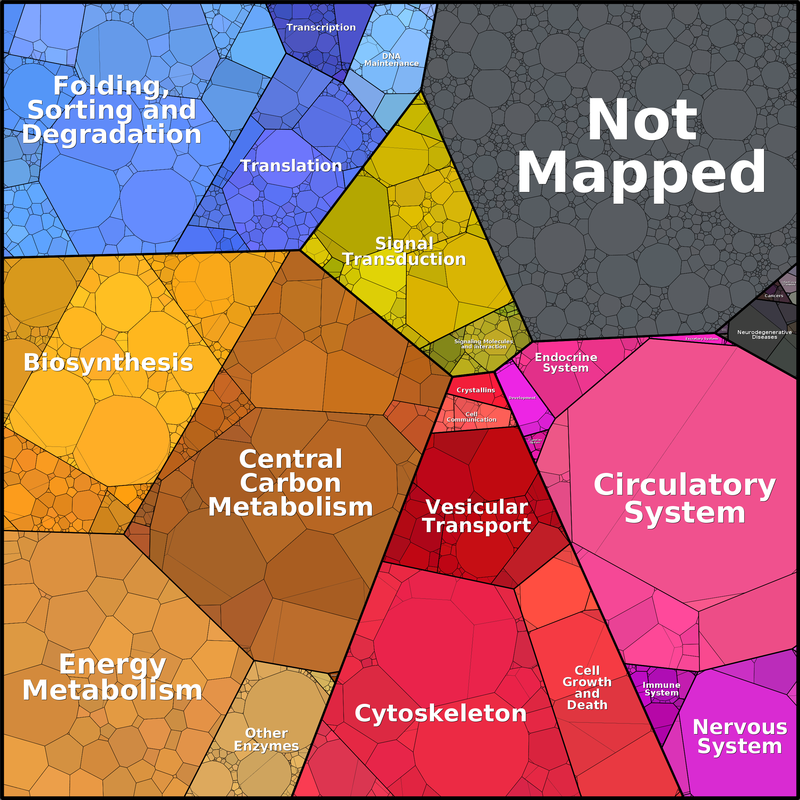 Transcription
DNA
Maintenance
Folding,
Sorting and
Degradation
Translation
Not
Mapped
Signal
Transduction
Signaling Molecules
and Interaction
Cancers
Neurodegenerative
Diseases
Excretory System
Endocrine
System
Biosynthesis
Crystallins
Development
Cell
Communication
Central
Carbon
Metabolism
Vesicular
Transport
Circulatory
System
Energy
Metabolism
Cell
Growth
and
Death
Immune
System
Cytoskeleton
Other
Enzymes
Nervous
System